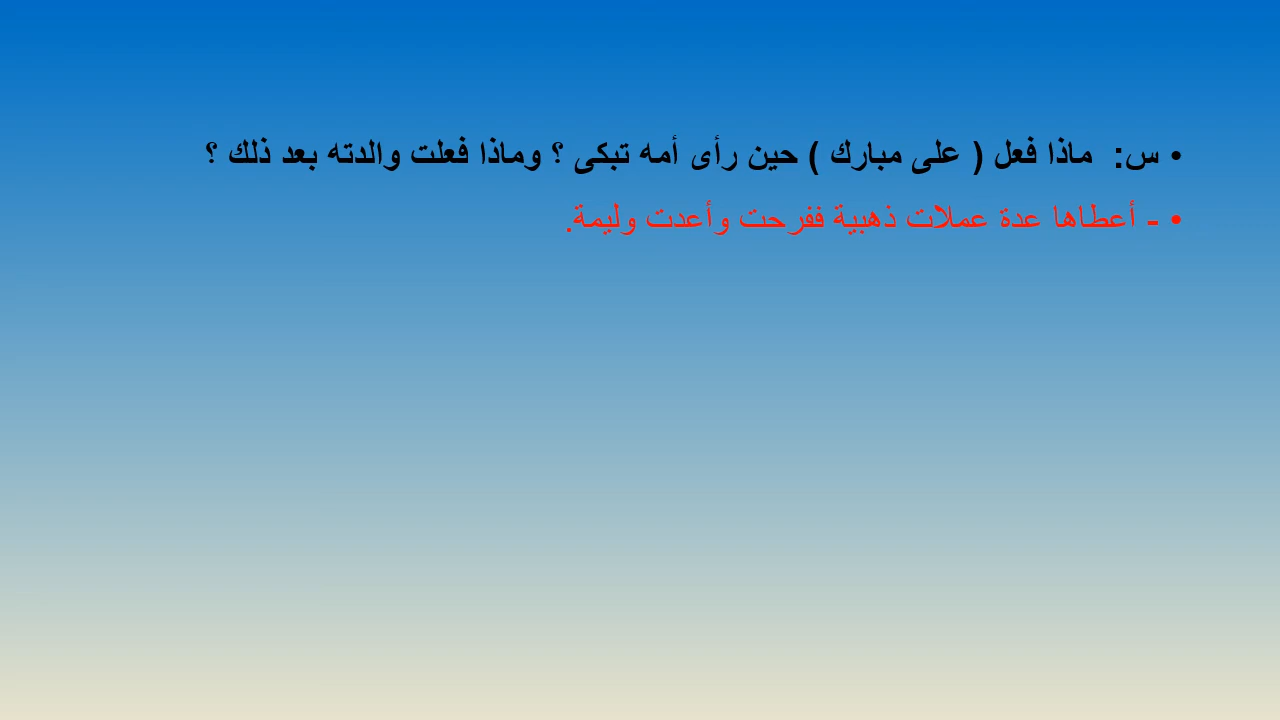 • س: ماذا فعل ( على مبارك ) حين رأى أمه تبكى ؟ وماذا فعلت والدته بعد ذلك ؟
• - أعطاها عدة عملات ذهبية ففرحت وأعدت وليمة.